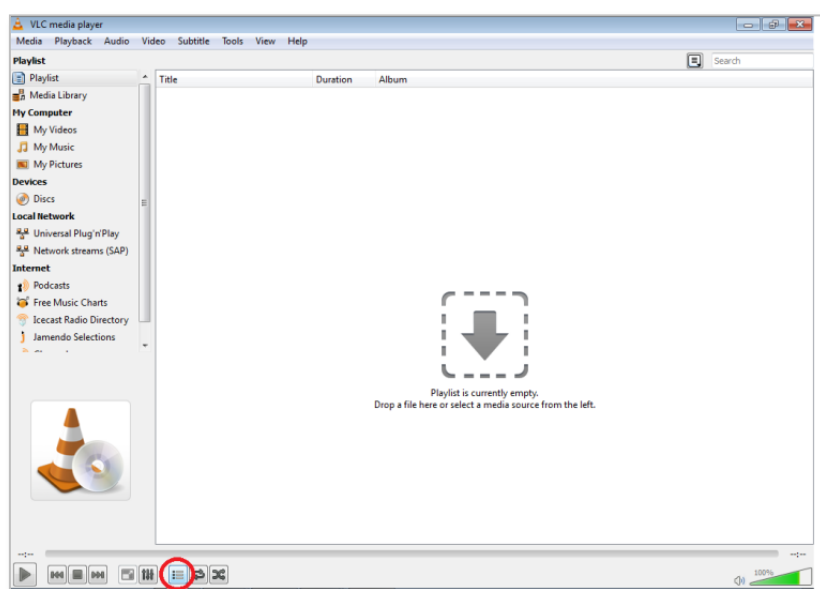 VLC media player
Media Playback Audio Video Subtitle Tools View Help
Playlist
Search
Playlist
Title Duration Album
Media Library
My Computer
My Videos
My Music
My Pictures
Devices
Discs
Local Network
Universal Plug'n'Play
Network streams (SAP)
Internet
Podcasts
Free Music Charts
Icecast Radio Directory
Jamendo Selections
Playlist is currently empty.
Drop a file here or select a media source from the left.
--:-- --:--
100%